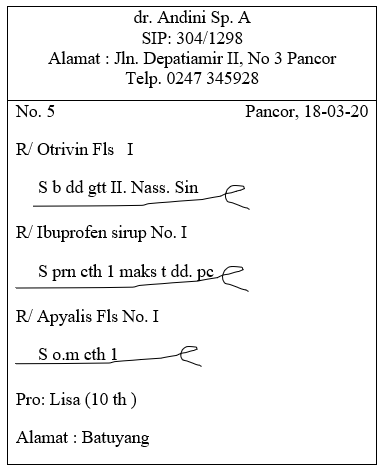 dr. Andini Sp. A
SIP: 304/1298
Alamat : Jln. Depatiamir II, No 3 Pancor
Telp. 0247 345928
No. 5 Pancor, 18-03-20
R/ Otrivin Fls I
S b dd gtt II. Nass. Sin
R/ Ibuprofen sirup No. I
S prn cth 1 maks t dd. pc
R/ Apyalis Fls No. I
S o.m cth 1
Pro: Lisa (10 th )
Alamat : Batuyang